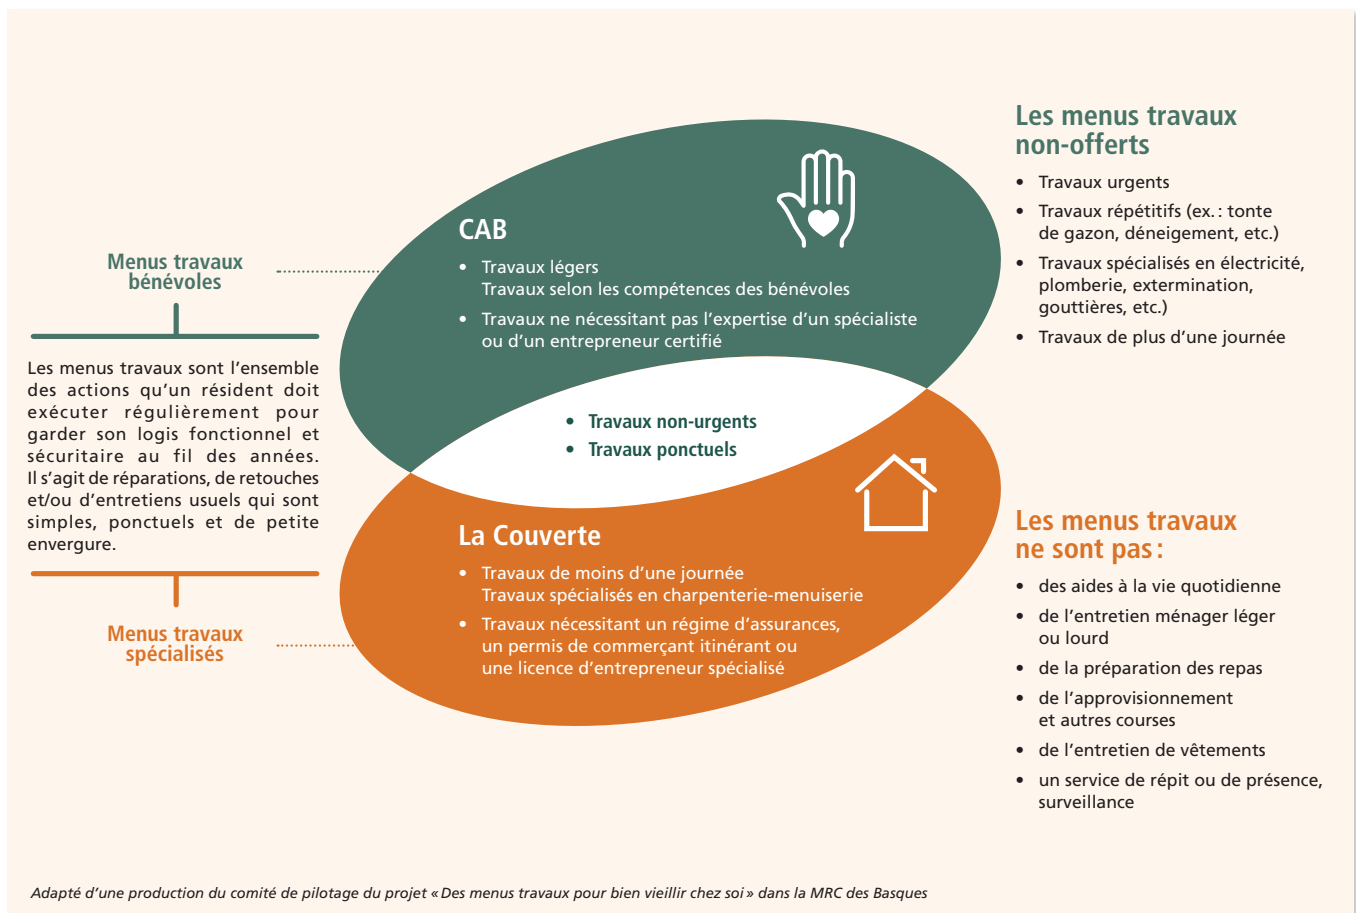 Menus travaux
bénévoles
Les menus travaux sont l’ensemble
des actions qu’un résident doit
exécuter régulièrement pour
garder son logis fonctionnel et
sécuritaire au fil des années.
Il s’agit de réparations, de retouches
et/ou d’entretiens usuels qui sont
simples, ponctuels et de petite
envergure.
Menus travaux
spécialisés
CAB
• Travaux légers
Travaux selon les compétences des bénévoles
• Travaux ne nécessitant pas l’expertise d’un spécialiste
ou d’un entrepreneur certifié
• Travaux non-urgents
• Travaux ponctuels
La Couverte
• Travaux de moins d’une journée
Travaux spécialisés en charpenterie-menuiserie
• Travaux nécessitant un régime d’assurances,
un permis de commerçant itinérant ou
une licence d’entrepreneur spécialisé
Les menus travaux
non-offerts
• Travaux urgents
• Travaux répétitifs (ex. : tonte
de gazon, déneigement, etc.)
• Travaux spécialisés en électricité,
plomberie, extermination,
gouttières, etc.)
• Travaux de plus d’une journée
Les menus travaux
ne sont pas :
• des aides à la vie quotidienne
• de l’entretien ménager léger
ou lourd
• de la préparation des repas
• de l’approvisionnement
et autres courses
• de l’entretien de vêtements
• un service de répit ou de présence,
surveillance
Adapté d’une production du comité de pilotage du projet « Des menus travaux pour bien vieillir chez soi » dans la MRC des Basques